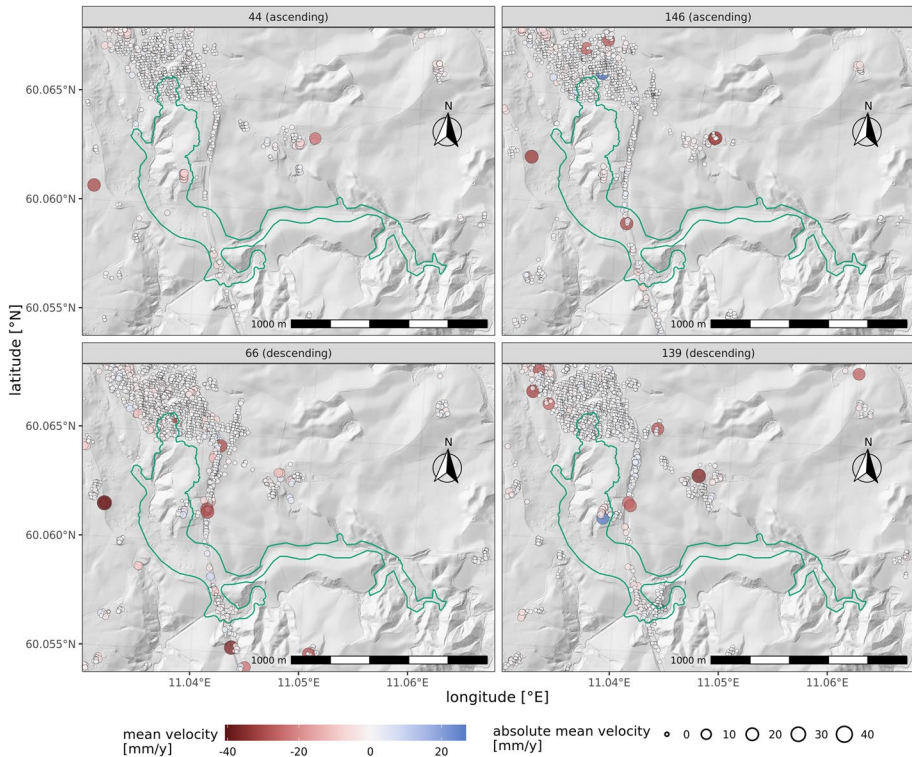 44 (ascending)
146 (ascending)
60.065°N
60.060°N
60.055°N
N
1000 m
N
1000 m
66 (descending)
139 (descending)
60.065°N
60.060°N
60.055°N
N
1000 m
N
1000 m
latitude [°N]
11.04°E
11.05°E
11.06°E
11.04°E
11.05°E
11.06°E
longitude [°E]
mean velocity
[mm/y]
-40
-20
0
20
absolute mean velocity
[mm/y]
0
10
20
30
40